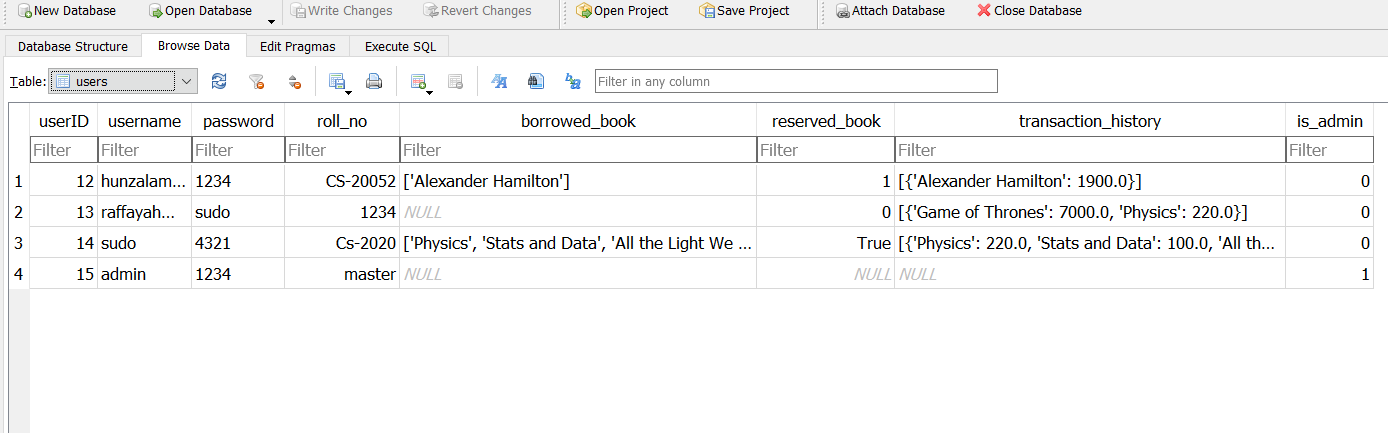 New Database Open Database Write Changes Revert Changes Open Project Save Project Attach Database Close Database
Database Structure Browse Data Edit Pragmas Execute SQL
Table: users Filter in any column
userID username password roll_no borrowed_book reserved_book transaction_history is_admin
Filter Filter Filter Filter Filter Filter Filter Filter
1 12 hunzalam... 1234 CS-20052 ['Alexander Hamilton'] 1 [{'Alexander Hamilton': 1900.0}] 0
2 13 raffayah... sudo 1234 NULL 0 [{'Game of Thrones': 7000.0, 'Physics': 220.0}] 0
3 14 sudo 4321 Cs-2020 ['Physics', 'Stats and Data', 'All the Light We ... True [{'Physics': 220.0, 'Stats and Data': 100.0, 'All th... 0
4 15 admin 1234 master NULL NULL NULL 1